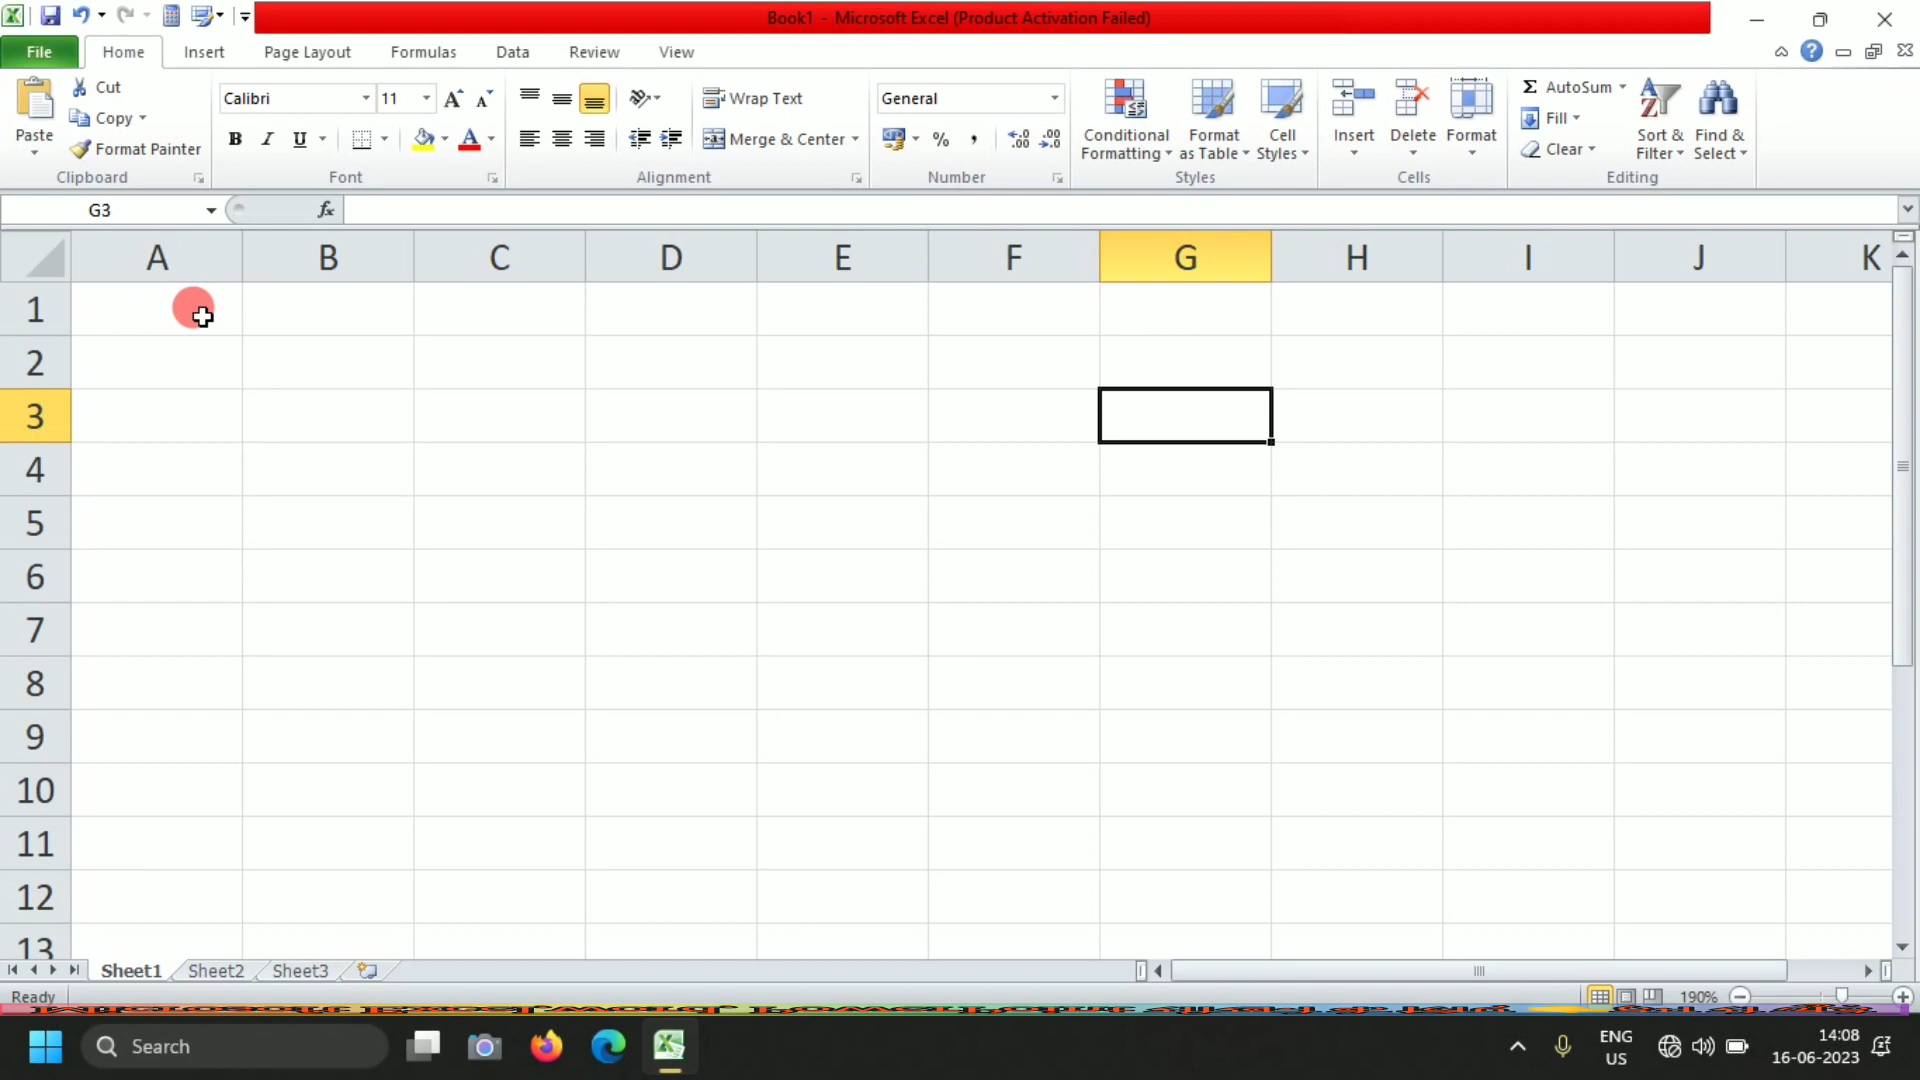 Book1 - Microsoft Excel (Product Activation Failed)
File Home Insert Page Layout Formulas Data Review View
Paste
Cut
Copy
Format Painter
Clipboard
Calibri 11
B I U
Font
Wrap Text
Merge & Center
Alignment
General
% ,
Number
Conditional Formatting
Format as Table
Cell Styles
Styles
Insert Delete Format
Cells
Σ AutoSum
Fill
Clear
Sort & Filter
Find & Select
Editing
G3 fx
A B C D E F G H I J K
1
2
3
4
5
6
7
8
9
10
11
12
13
Sheet1 Sheet2 Sheet3
Ready 190%
Search
ENG
US
14:08
16-06-2023